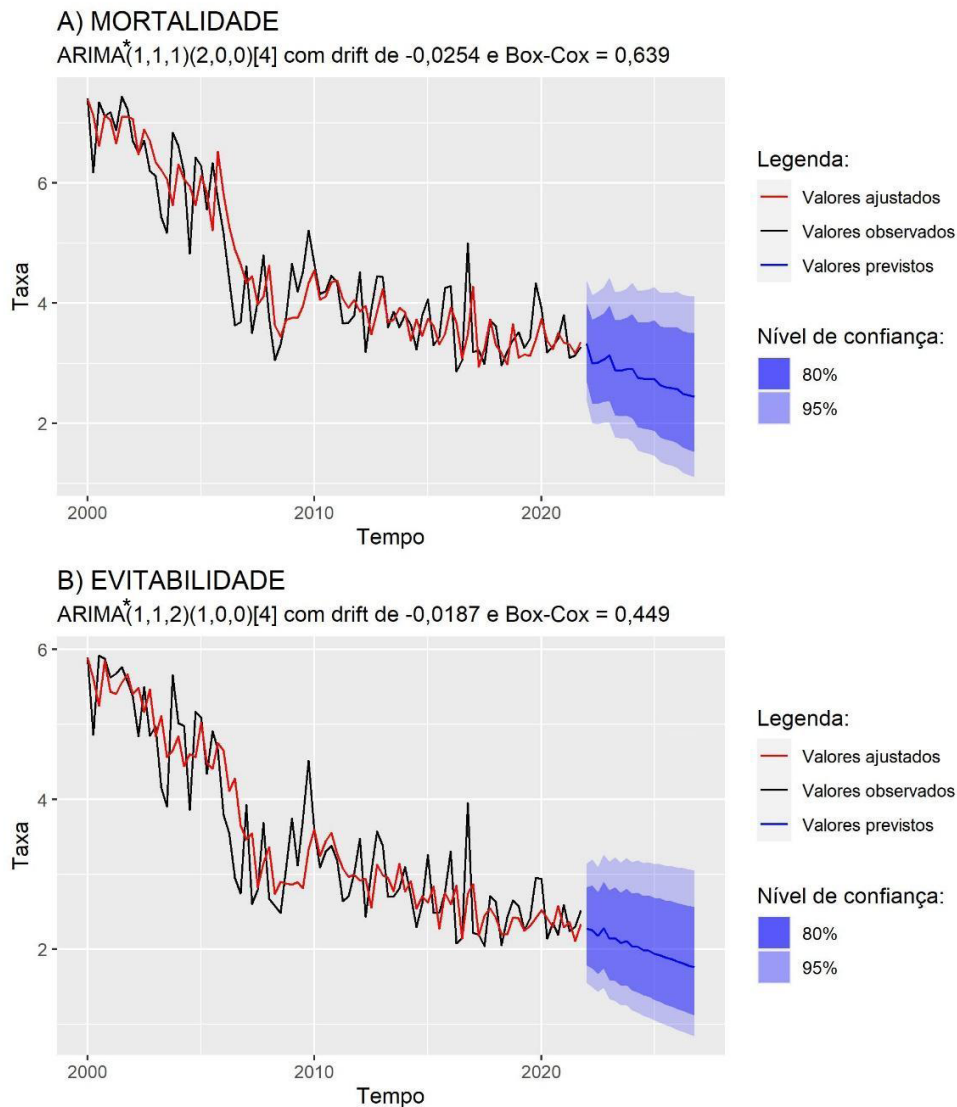 A) MORTALIDADE
ARIMA*(1,1,1)(2,0,0)[4] com drift de -0,0254 e Box-Cox = 0,639
Taxa
6
4
2
2000
2010
2020
Tempo
Legenda:
Valores ajustados
Valores observados
Valores previstos
Nível de confiança:
80%
95%
B) EVITABILIDADE
ARIMA*(1,1,2)(1,0,0)[4] com drift de -0,0187 e Box-Cox = 0,449
Taxa
6
4
2
2000
2010
2020
Tempo
Legenda:
Valores ajustados
Valores observados
Valores previstos
Nível de confiança:
80%
95%